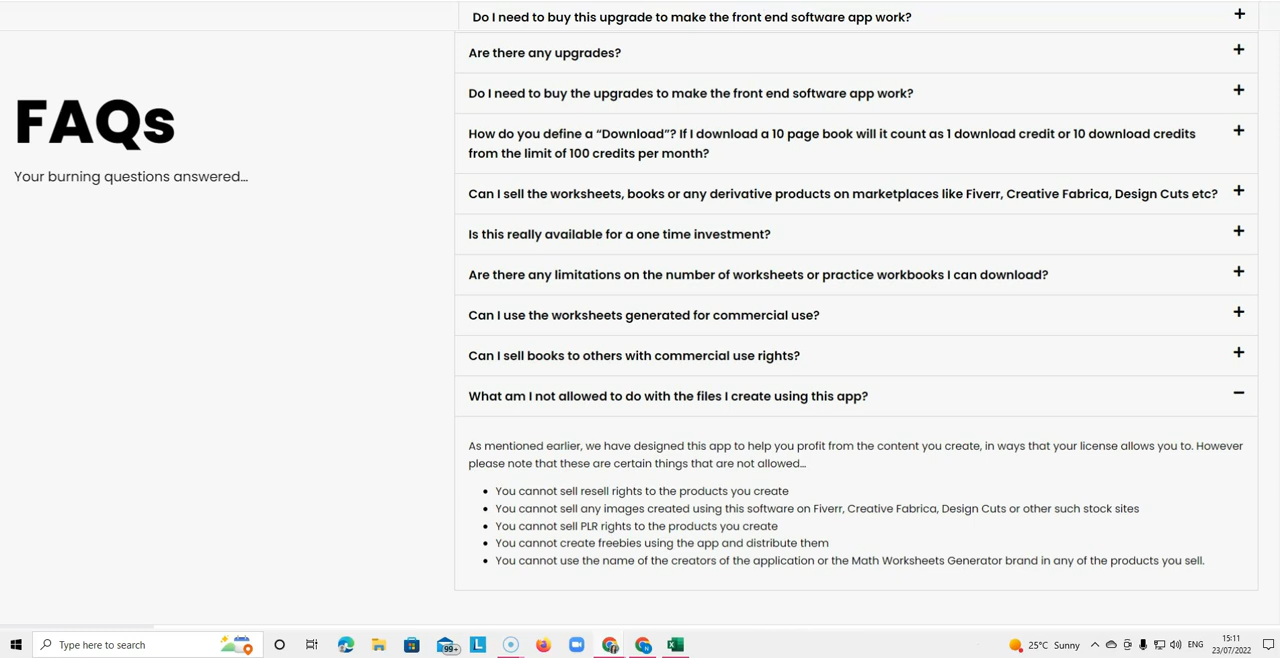 Do I need to buy this upgrade to make the front end software app work? +
Are there any upgrades? +
FAQs
Your burning questions answered...
Do I need to buy the upgrades to make the front end software app work? +
How do you define a “Download”? If I download a 10 page book will it count as 1 download credit or 10 download credits +
from the limit of 100 credits per month?
Can I sell the worksheets, books or any derivative products on marketplaces like Fiverr, Creative Fabrica, Design Cuts etc? +
Is this really available for a one time investment? +
Are there any limitations on the number of worksheets or practice workbooks I can download? +
Can I use the worksheets generated for commercial use? +
Can I sell books to others with commercial use rights? +
What am I not allowed to do with the files I create using this app? −
As mentioned earlier, we have designed this app to help you profit from the content you create, in ways that your license allows you to. However
please note that these are certain things that are not allowed...
• You cannot sell resell rights to the products you create
• You cannot sell any images created using this software on Fiverr, Creative Fabrica, Design Cuts or other such stock sites
• You cannot sell PLR rights to the products you create
• You cannot create freebies using the app and distribute them
• You cannot use the name of the creators of the application or the Math Worksheets Generator brand in any of the products you sell.
Type here to search
99+
L
N
25°C Sunny
ENG
15:11
23/07/2022